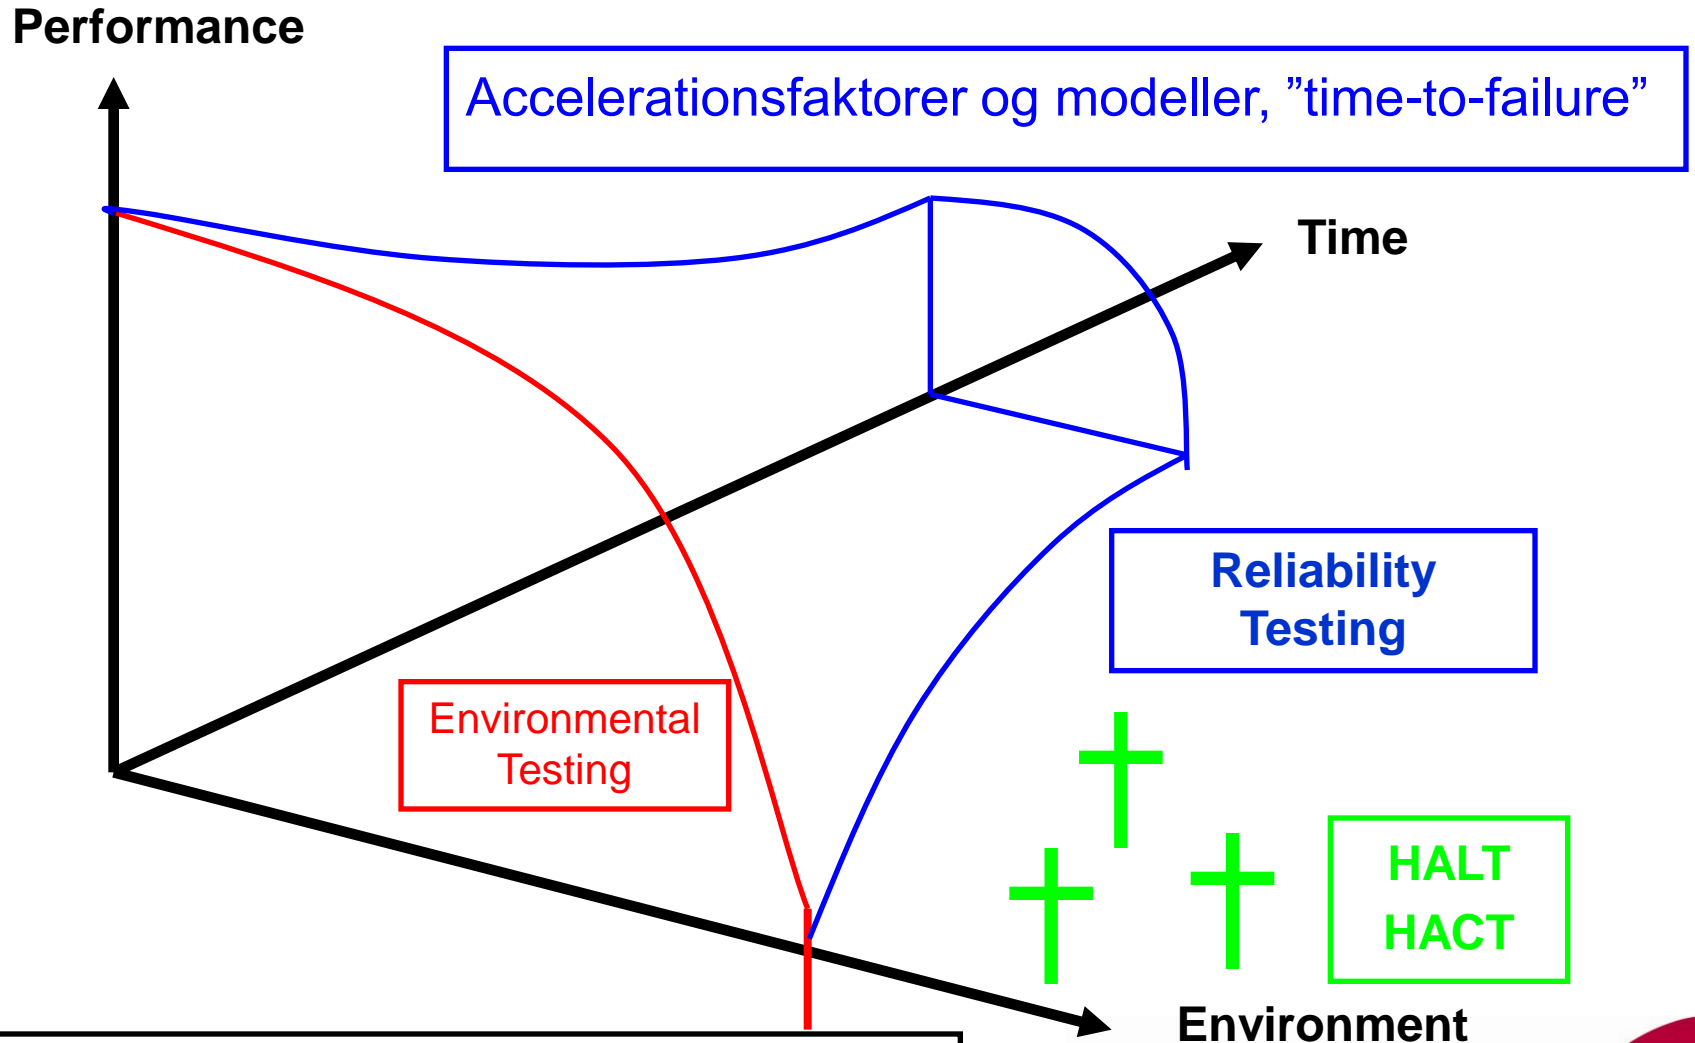 Performance
Accelerationsfaktorer og modeller, ”time-to-failure”
Time
Reliability
Testing
Environmental
Testing
HALT
HACT
Environment